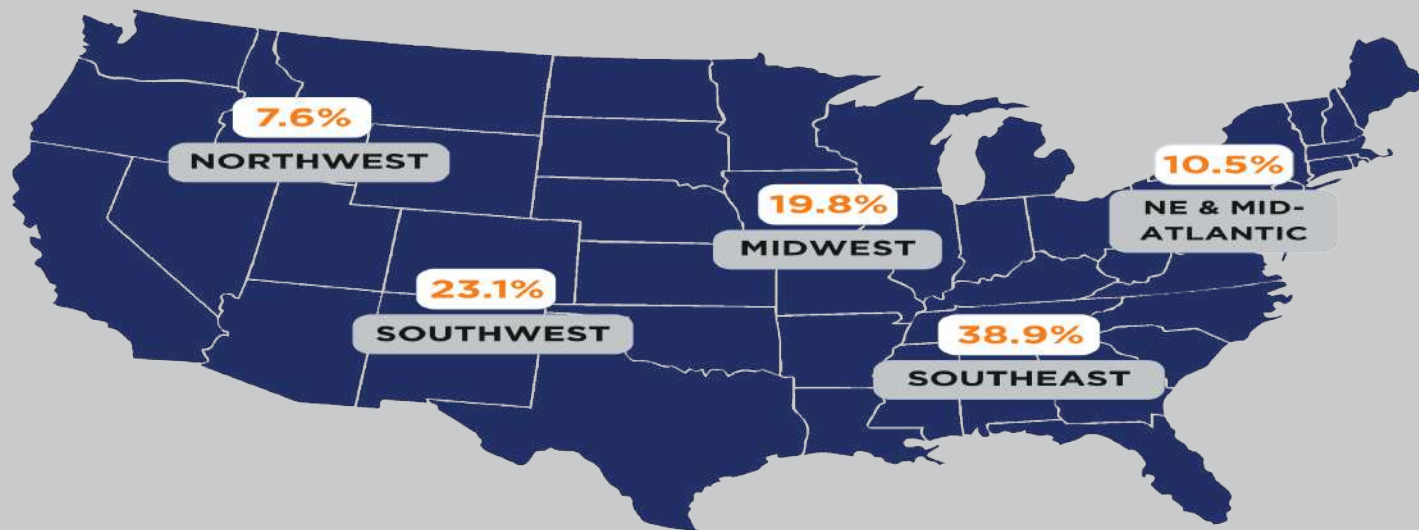 7.6%
NORTHWEST
10.5%
NE & MID-
ATLANTIC
19.8%
MIDWEST
23.1%
SOUTHWEST
38.9%
SOUTHEAST